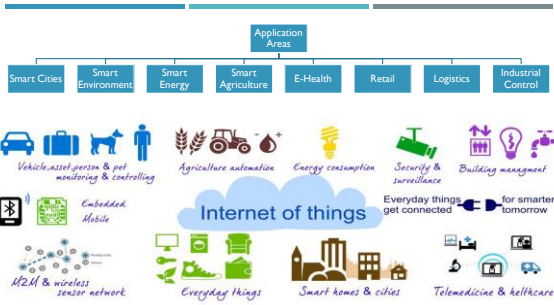 Application
Areas
Smart Cities
Smart
Environment
Smart
Energy
Smart
Agriculture
E-Health
Retail
Logistics
Industrial
Control
Vehicle,asset,person & pet
monitoring & controlling
Agriculture automation
Energy consumption
Security &
surveillance
Building managment
Embedded
Mobile
Internet of things
Everyday things
get connected
for smarter
tomorrow
M2M & wireless
sensor network
Everyday things
Smart homes & cities
Telemedicine & helthcare